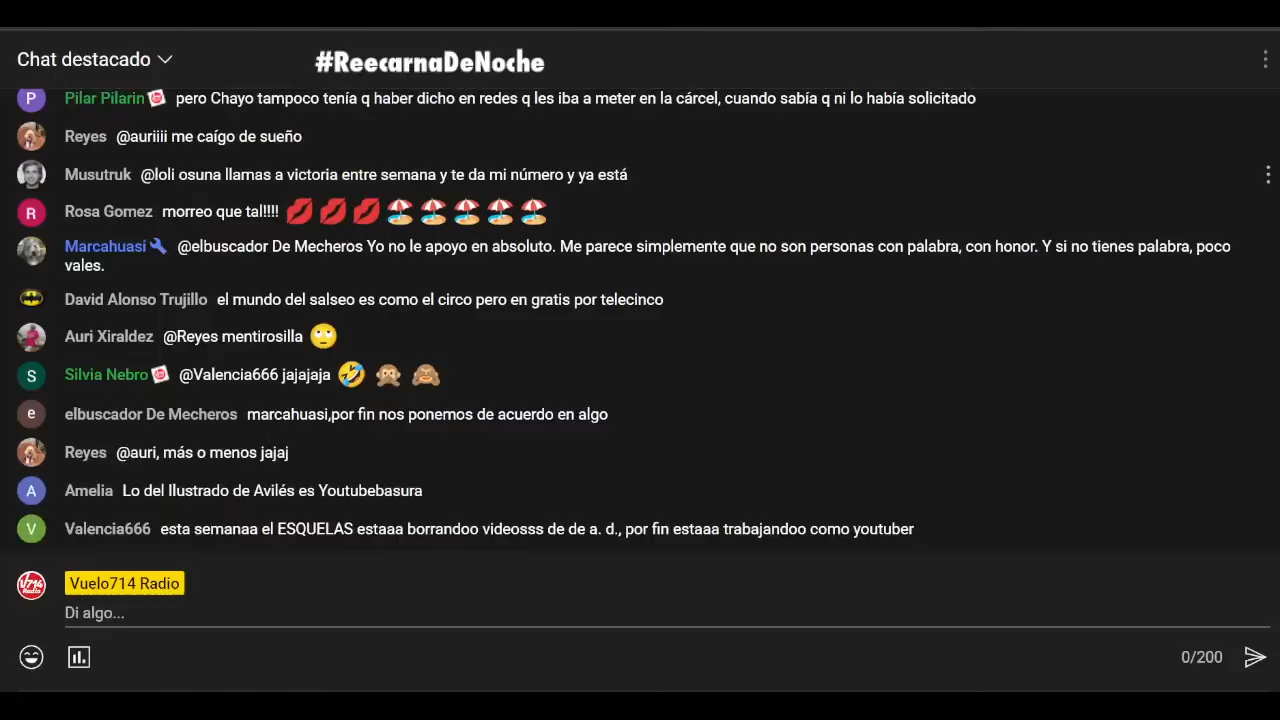 Chat destacado
#ReecarnaDeNoche
P Pilar Pilarin pero Chayo tampoco tenía q haber dicho en redes q les iba a meter en la cárcel, cuando sabía q ni lo había solicitado
Reyes @auriiii me caígo de sueño
Musutruk @loli osuna llamas a victoria entre semana y te da mi número y ya está
R Rosa Gomez morreo que tal!!!! 💋💋💋🏖️🏖️🏖️🏖️🏖️
Marcahuasi @elbuscador De Mecheros Yo no le apoyo en absoluto. Me parece simplemente que no son personas con palabra, con honor. Y si no tienes palabra, poco
vales.
David Alonso Trujillo el mundo del salseo es como el circo pero en gratis por telecinco
Auri Xiraldez @Reyes mentirosilla 🙄
S Silvia Nebro @Valencia666 jajajaja 🤣 🙊 🙈
e elbuscador De Mecheros marcahuasi,por fin nos ponemos de acuerdo en algo
Reyes @auri, más o menos jajaj
A Amelia Lo del Ilustrado de Avilés es Youtubebasura
V Valencia666 esta semanaa el ESQUELAS estaaa borrandoo videosss de de a. d., por fin estaaa trabajandoo como youtuber
V714 Radio Vuelo714 Radio
Di algo...
0/200